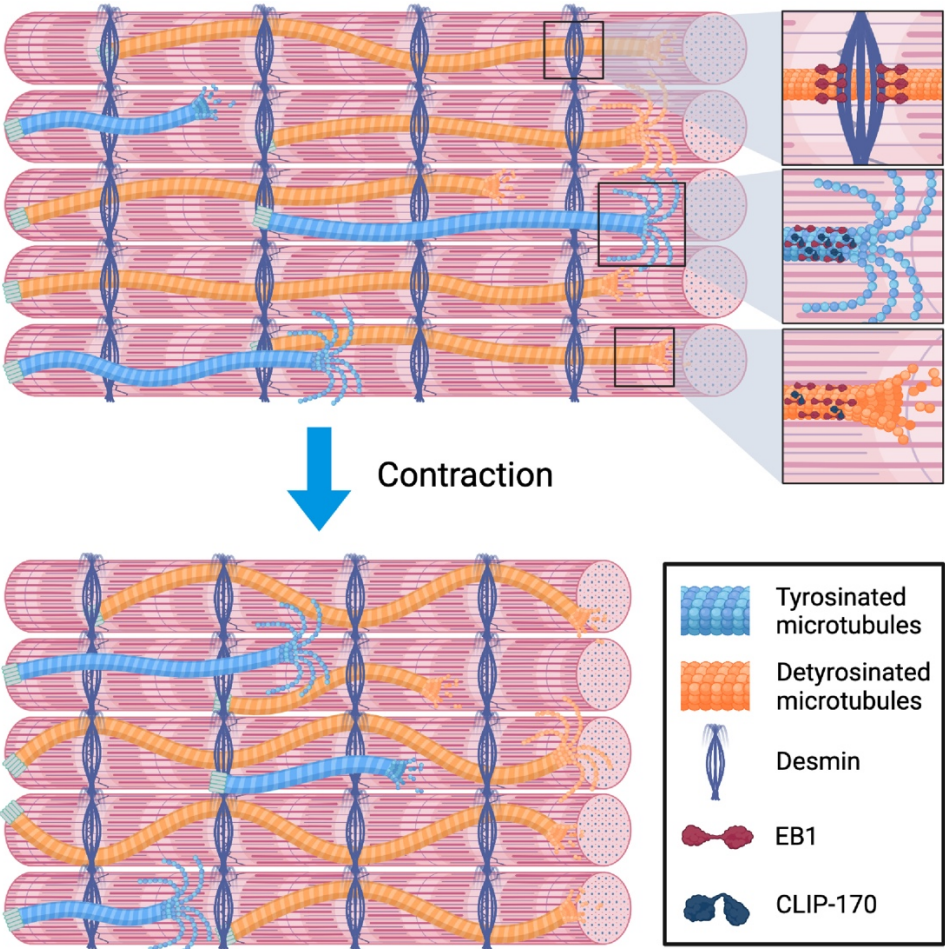 Contraction
Tyrosinated
microtubules
Detyrosinated
microtubules
Desmin
EB1
CLIP-170